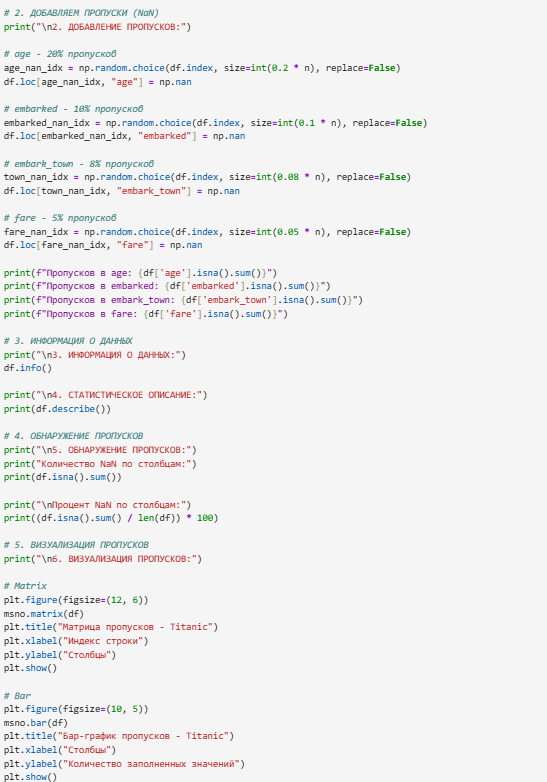 # 2. ДОБАВЛЯЕМ ПРОПУСКИ (NaN)
print("\n2. ДОБАВЛЕНИЕ ПРОПУСКОВ:")

# age - 20% пропусков
age_nan_idx = np.random.choice(df.index, size=int(0.2 * n), replace=False)
df.loc[age_nan_idx, "age"] = np.nan

# embarked - 10% пропусков
embarked_nan_idx = np.random.choice(df.index, size=int(0.1 * n), replace=False)
df.loc[embarked_nan_idx, "embarked"] = np.nan

# embark_town - 8% пропусков
town_nan_idx = np.random.choice(df.index, size=int(0.08 * n), replace=False)
df.loc[town_nan_idx, "embark_town"] = np.nan

# fare - 5% пропусков
fare_nan_idx = np.random.choice(df.index, size=int(0.05 * n), replace=False)
df.loc[fare_nan_idx, "fare"] = np.nan

print(f"Пропусков в age: {df['age'].isna().sum()}")
print(f"Пропусков в embarked: {df['embarked'].isna().sum()}")
print(f"Пропусков в embark_town: {df['embark_town'].isna().sum()}")
print(f"Пропусков в fare: {df['fare'].isna().sum()}")

# 3. ИНФОРМАЦИЯ О ДАННЫХ
print("\n3. ИНФОРМАЦИЯ О ДАННЫХ:")
df.info()

print("\n4. СТАТИСТИЧЕСКОЕ ОПИСАНИЕ:")
print(df.describe())

# 4. ОБНАРУЖЕНИЕ ПРОПУСКОВ
print("\n5. ОБНАРУЖЕНИЕ ПРОПУСКОВ:")
print("Количество NaN по столбцам:")
print(df.isna().sum())

print("\nПроцент NaN по столбцам:")
print((df.isna().sum() / len(df)) * 100)

# 5. ВИЗУАЛИЗАЦИЯ ПРОПУСКОВ
print("\n6. ВИЗУАЛИЗАЦИЯ ПРОПУСКОВ:")

# Matrix
plt.figure(figsize=(12, 6))
msno.matrix(df)
plt.title("Матрица пропусков - Titanic")
plt.xlabel("Индекс строки")
plt.ylabel("Столбцы")
plt.show()

# Bar
plt.figure(figsize=(10, 5))
msno.bar(df)
plt.title("Бар-график пропусков - Titanic")
plt.xlabel("Столбцы")
plt.ylabel("Количество заполненных значений")
plt.show()